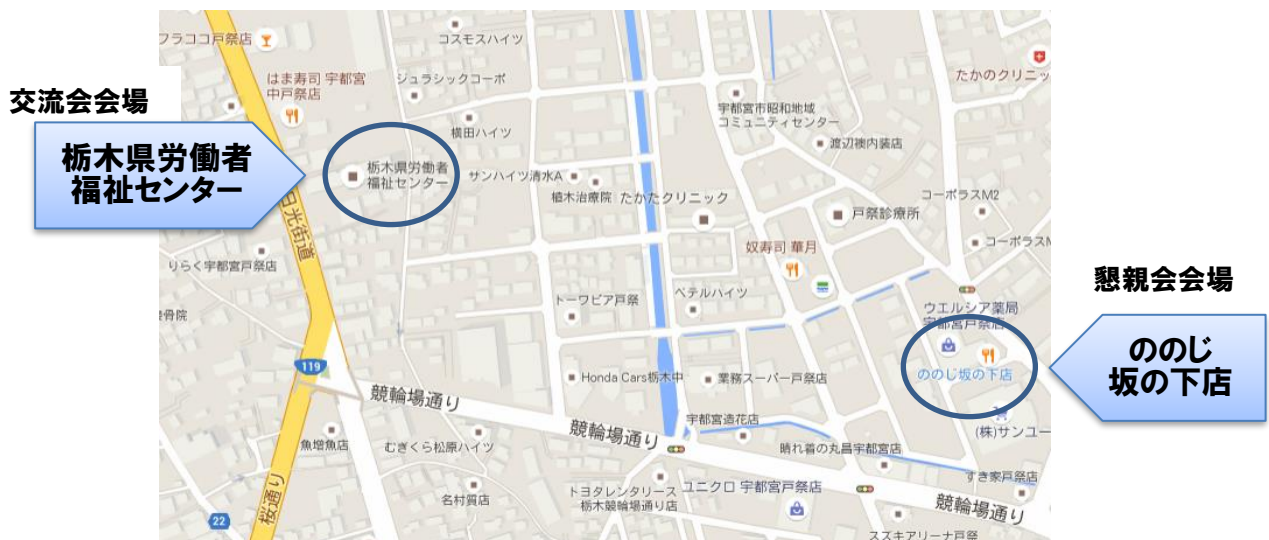 フラココ戸祭店
コスモスハイツ
たかのクリニッ
はま寿司 宇都宮
中戸祭店
ジュラシックコーポ
交流会会場
宇都宮市昭和地域
コミュニティセンター
横田ハイツ
渡辺襖内装店
栃木県労働者
福祉センター
栃木県労働者
福祉センター
サンハイツ清水A
植木治療院
たかたクリニック
コーポラスM2
戸祭診療所
日光街道
奴寿司 華月
コーポラスM
りらく宇都宮戸祭店
懇親会会場
トーワピア戸祭
ベテルハイツ
ウエルシア薬局
宇都宮戸祭店
骨院
ののじ
坂の下店
119
Honda Cars栃木中
業務スーパー戸祭店
ののじ坂の下店
競輪場通り
宇都宮造花店
(株)サンユー
魚増魚店
むぎくら松原ハイツ
競輪場通り
晴れ着の丸昌宇都宮店
すき家戸祭店
名村質店
トヨタレンタリース
栃木競輪場通り店
ユニクロ 宇都宮戸祭店
競輪場通り
22
桜通り
スズキアリーナ戸祭